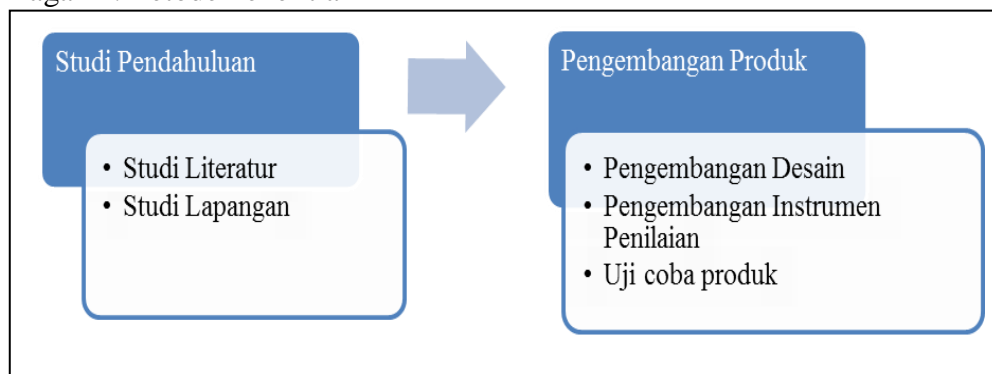 Studi Pendahuluan
• Studi Literatur
• Studi Lapangan
Pengembangan Produk
• Pengembangan Desain
• Pengembangan Instrumen
Penilaian
• Uji coba produk